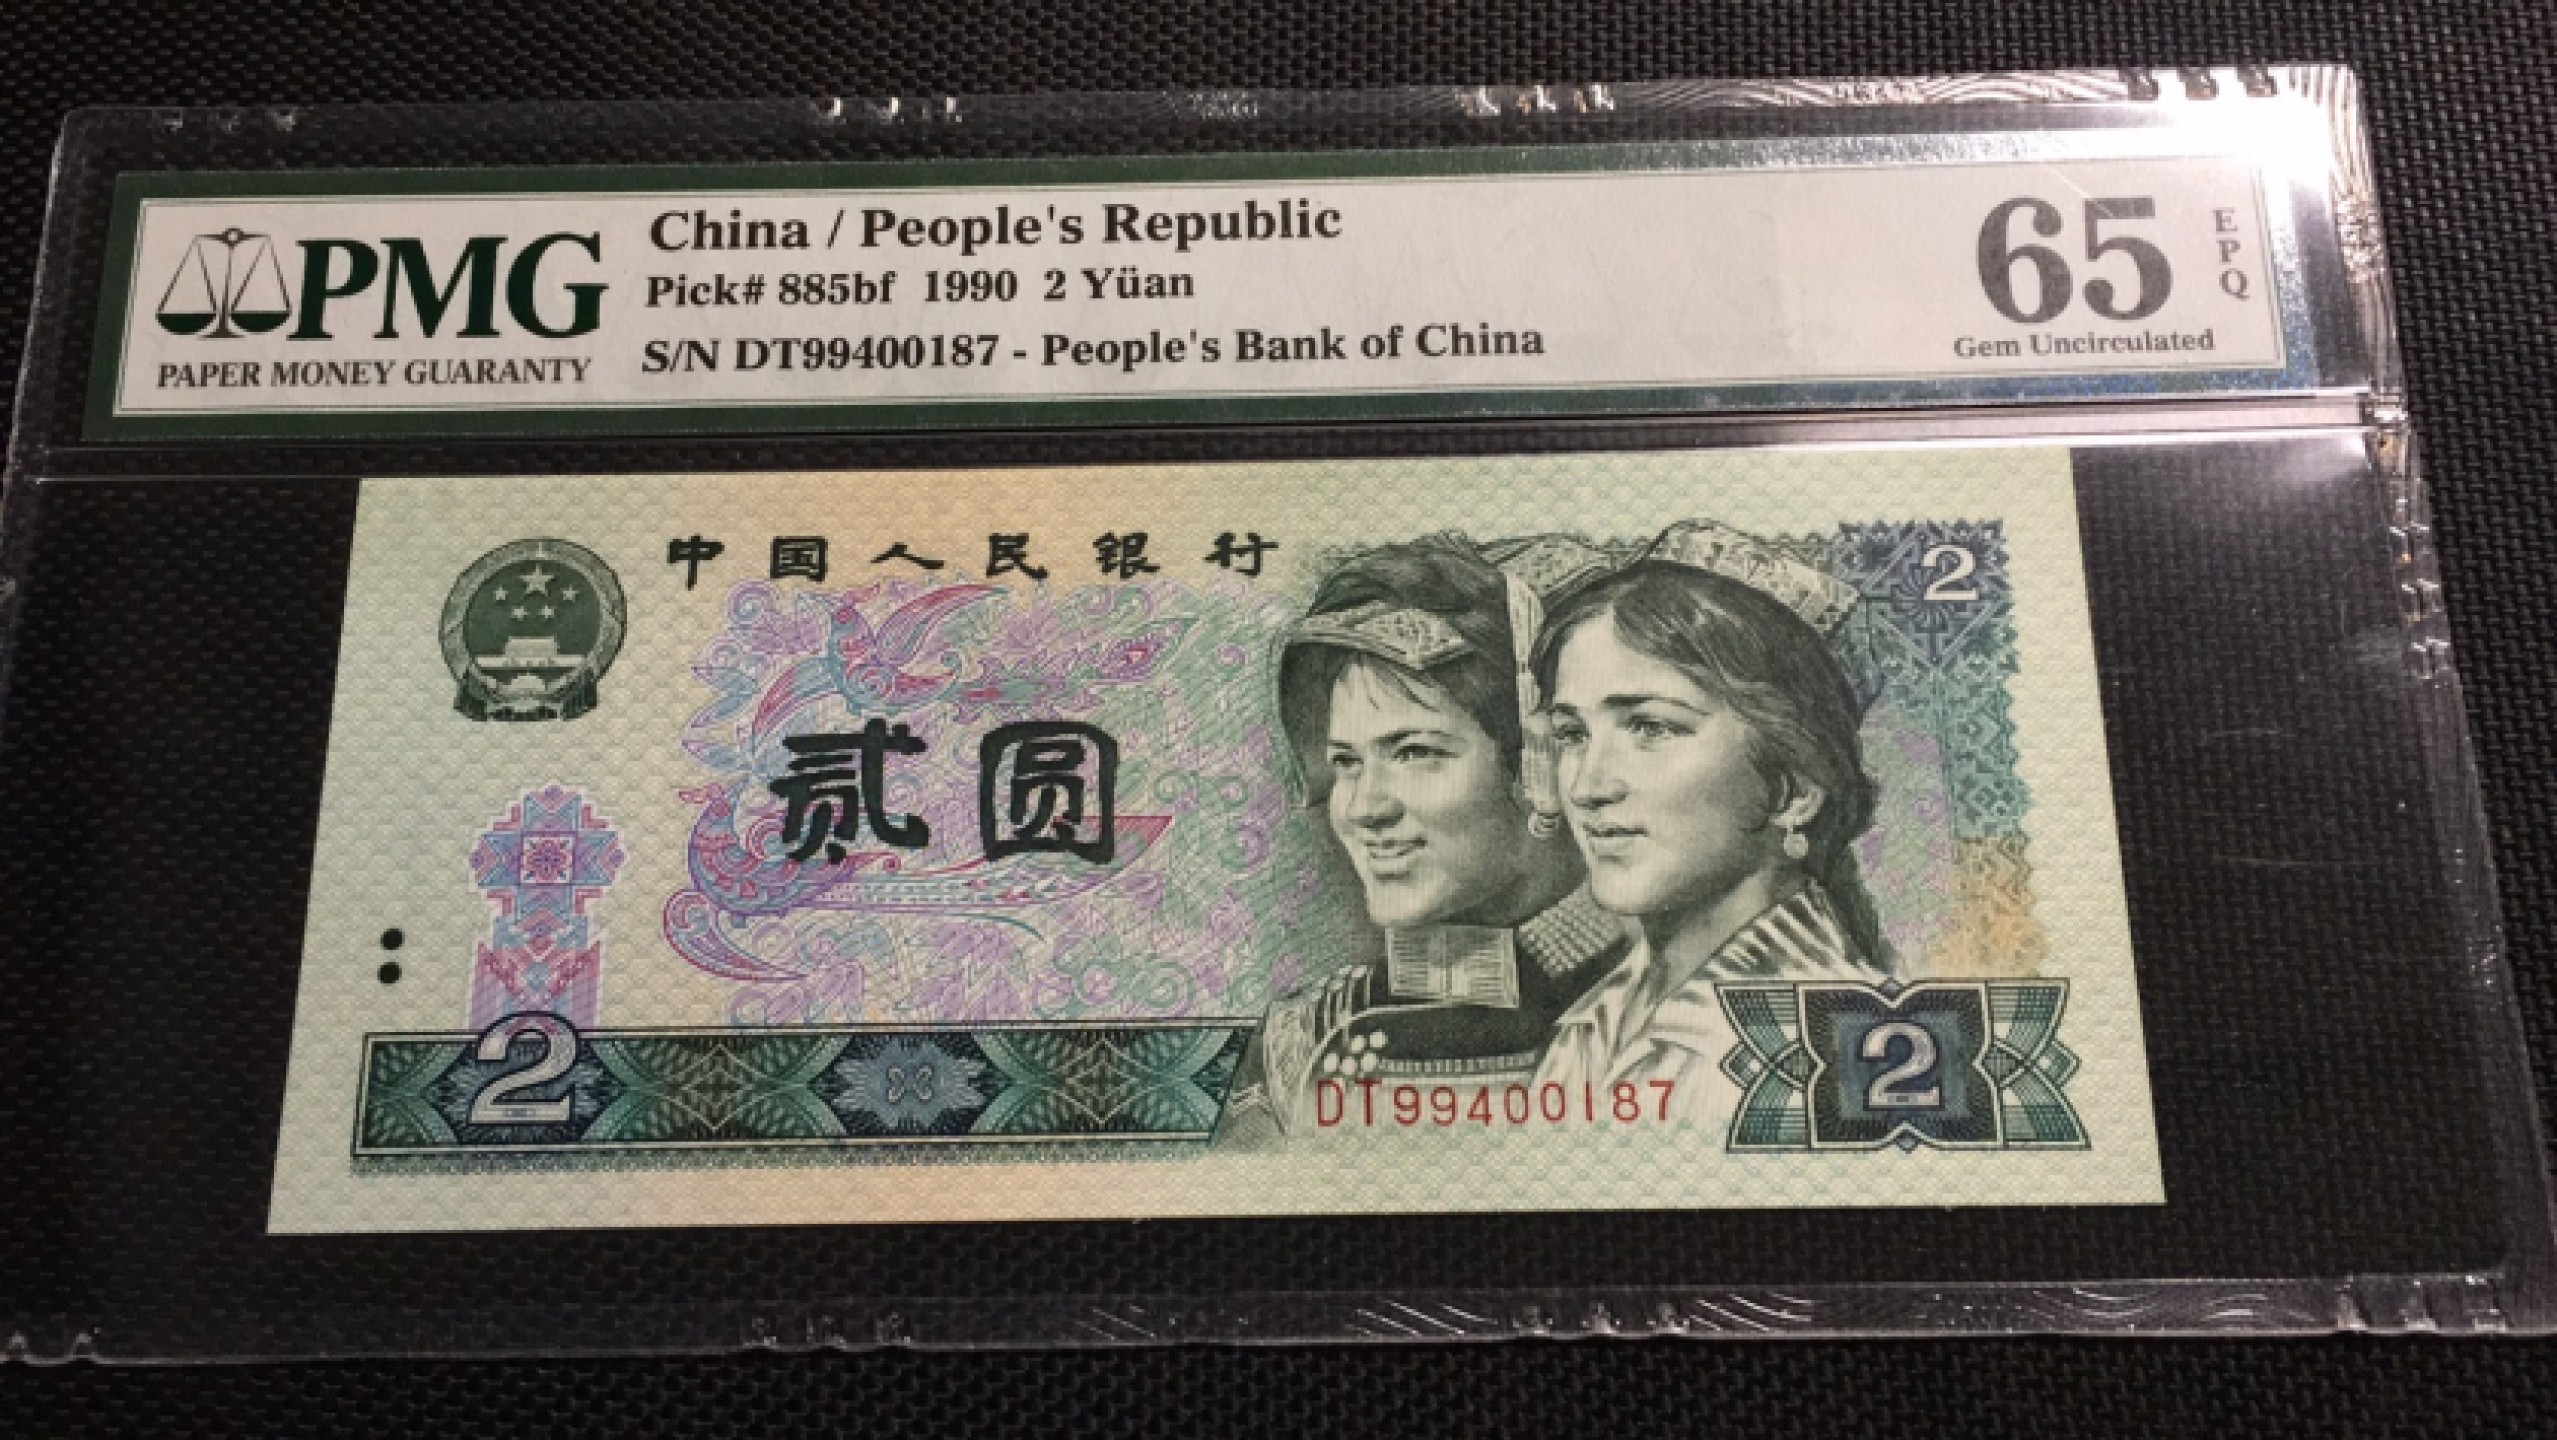 PMG
PAPER MONEY GUARANTY
China / People's Republic
Pick# 885bf 1990 2 Yüan
S/N DT99400187 - People's Bank of China
65
EPQ
Gem Uncirculated
中国人民银行
2
贰圆
2
DT99400187
2